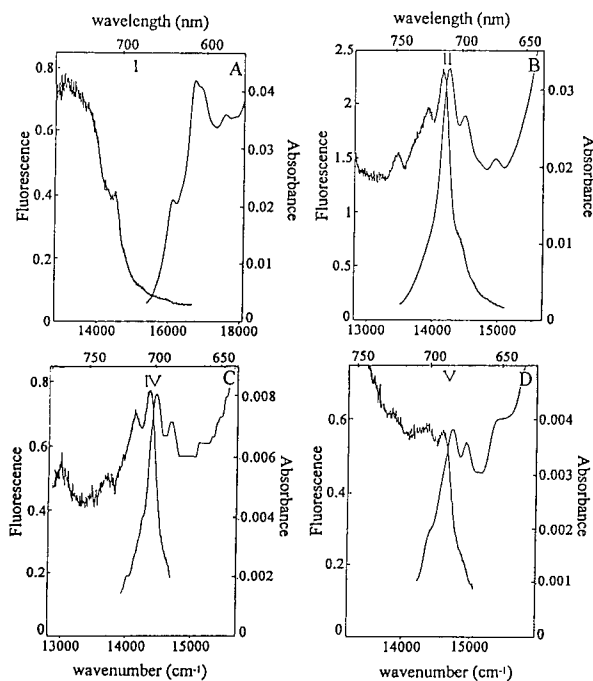 wavelength (nm)
wavelength (nm)
700 600
750 700 650
I A
II B
0.8 0.6 0.4 0.2 0
0.04 0.03 0.02 0.01 0
2.5 2 1.5 1 0.5 0
0.03 0.02 0.01 0
Fluorescence
Absorbance
Fluorescence
Absorbance
14000 16000 18000
13000 14000 15000
750 700 650
750 700 650
IV C
V D
0.8 0.6 0.4 0.2 0
0.008 0.006 0.004 0.002 0
0.6 0.4 0.2 0
0.004 0.003 0.002 0.001 0
Fluorescence
Absorbance
Fluorescence
Absorbance
13000 14000 15000
14000 15000
wavenumber (cm-1)
wavenumber (cm-1)